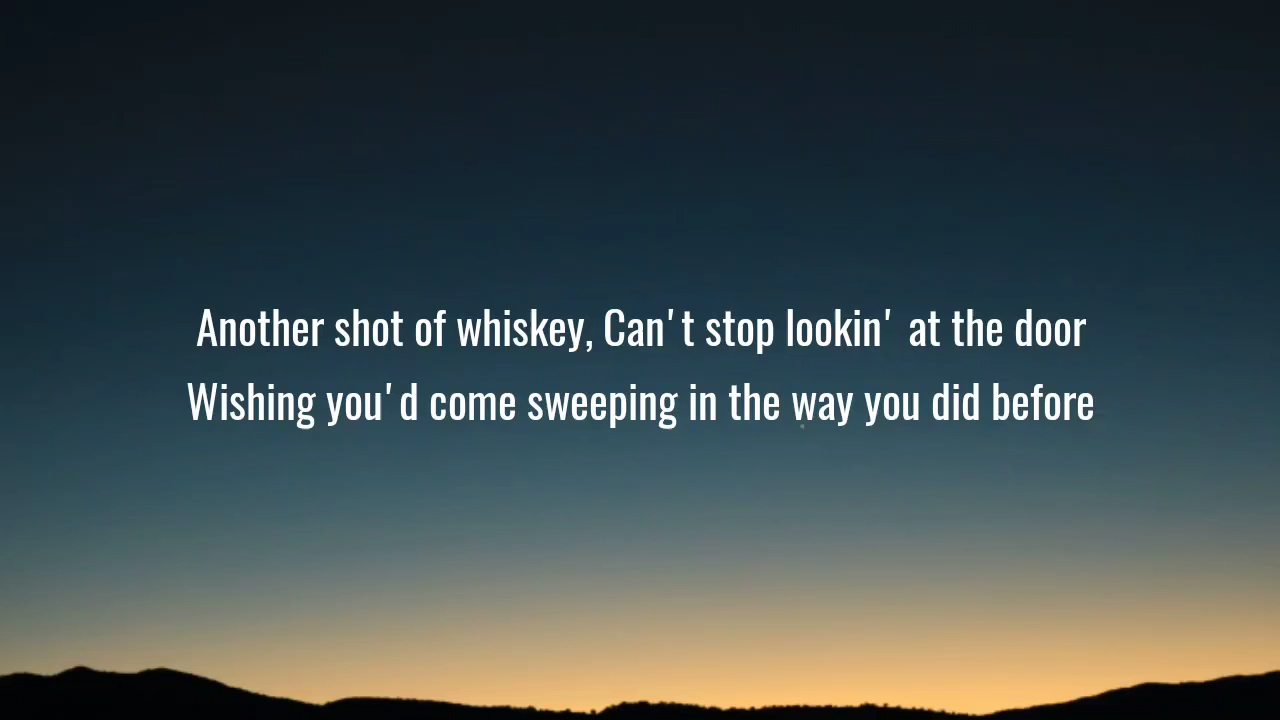 Another shot of whiskey, Can't stop lookin' at the door
Wishing you'd come sweeping in the way you did before